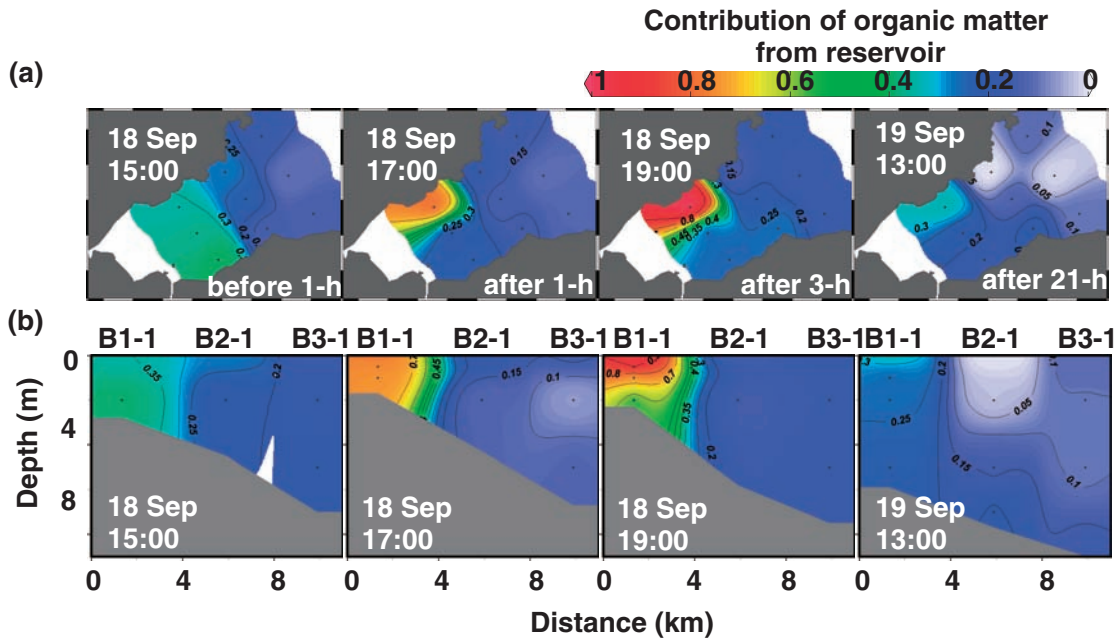 Contribution of organic matter
from reservoir
(a)
1 0.8 0.6 0.4 0.2 0
18 Sep
15:00
0.25
0.3
before 1-h
18 Sep
17:00
0.15
0.3
0.25
after 1-h
18 Sep
19:00
0.15
0.8
0.4
0.45
0.35
0.25
0.2
after 3-h
19 Sep
13:00
0.1
0.05
0.3
0.2
0.1
after 21-h
(b)
B1-1 B2-1 B3-1
B1-1 B2-1 B3-1
B1-1 B2-1 B3-1
B1-1 B2-1 B3-1
Depth (m)
0
4
8
0.35
0.2
0.25
18 Sep
15:00
0.45
0.15
0.1
18 Sep
17:00
0.8
0.7
0.4
0.35
0.2
0.2
18 Sep
19:00
0.3
0.2
0.1
0.25
0.05
0.15
0.1
19 Sep
13:00
0 4 8
0 4 8
0 4 8
0 4 8
Distance (km)